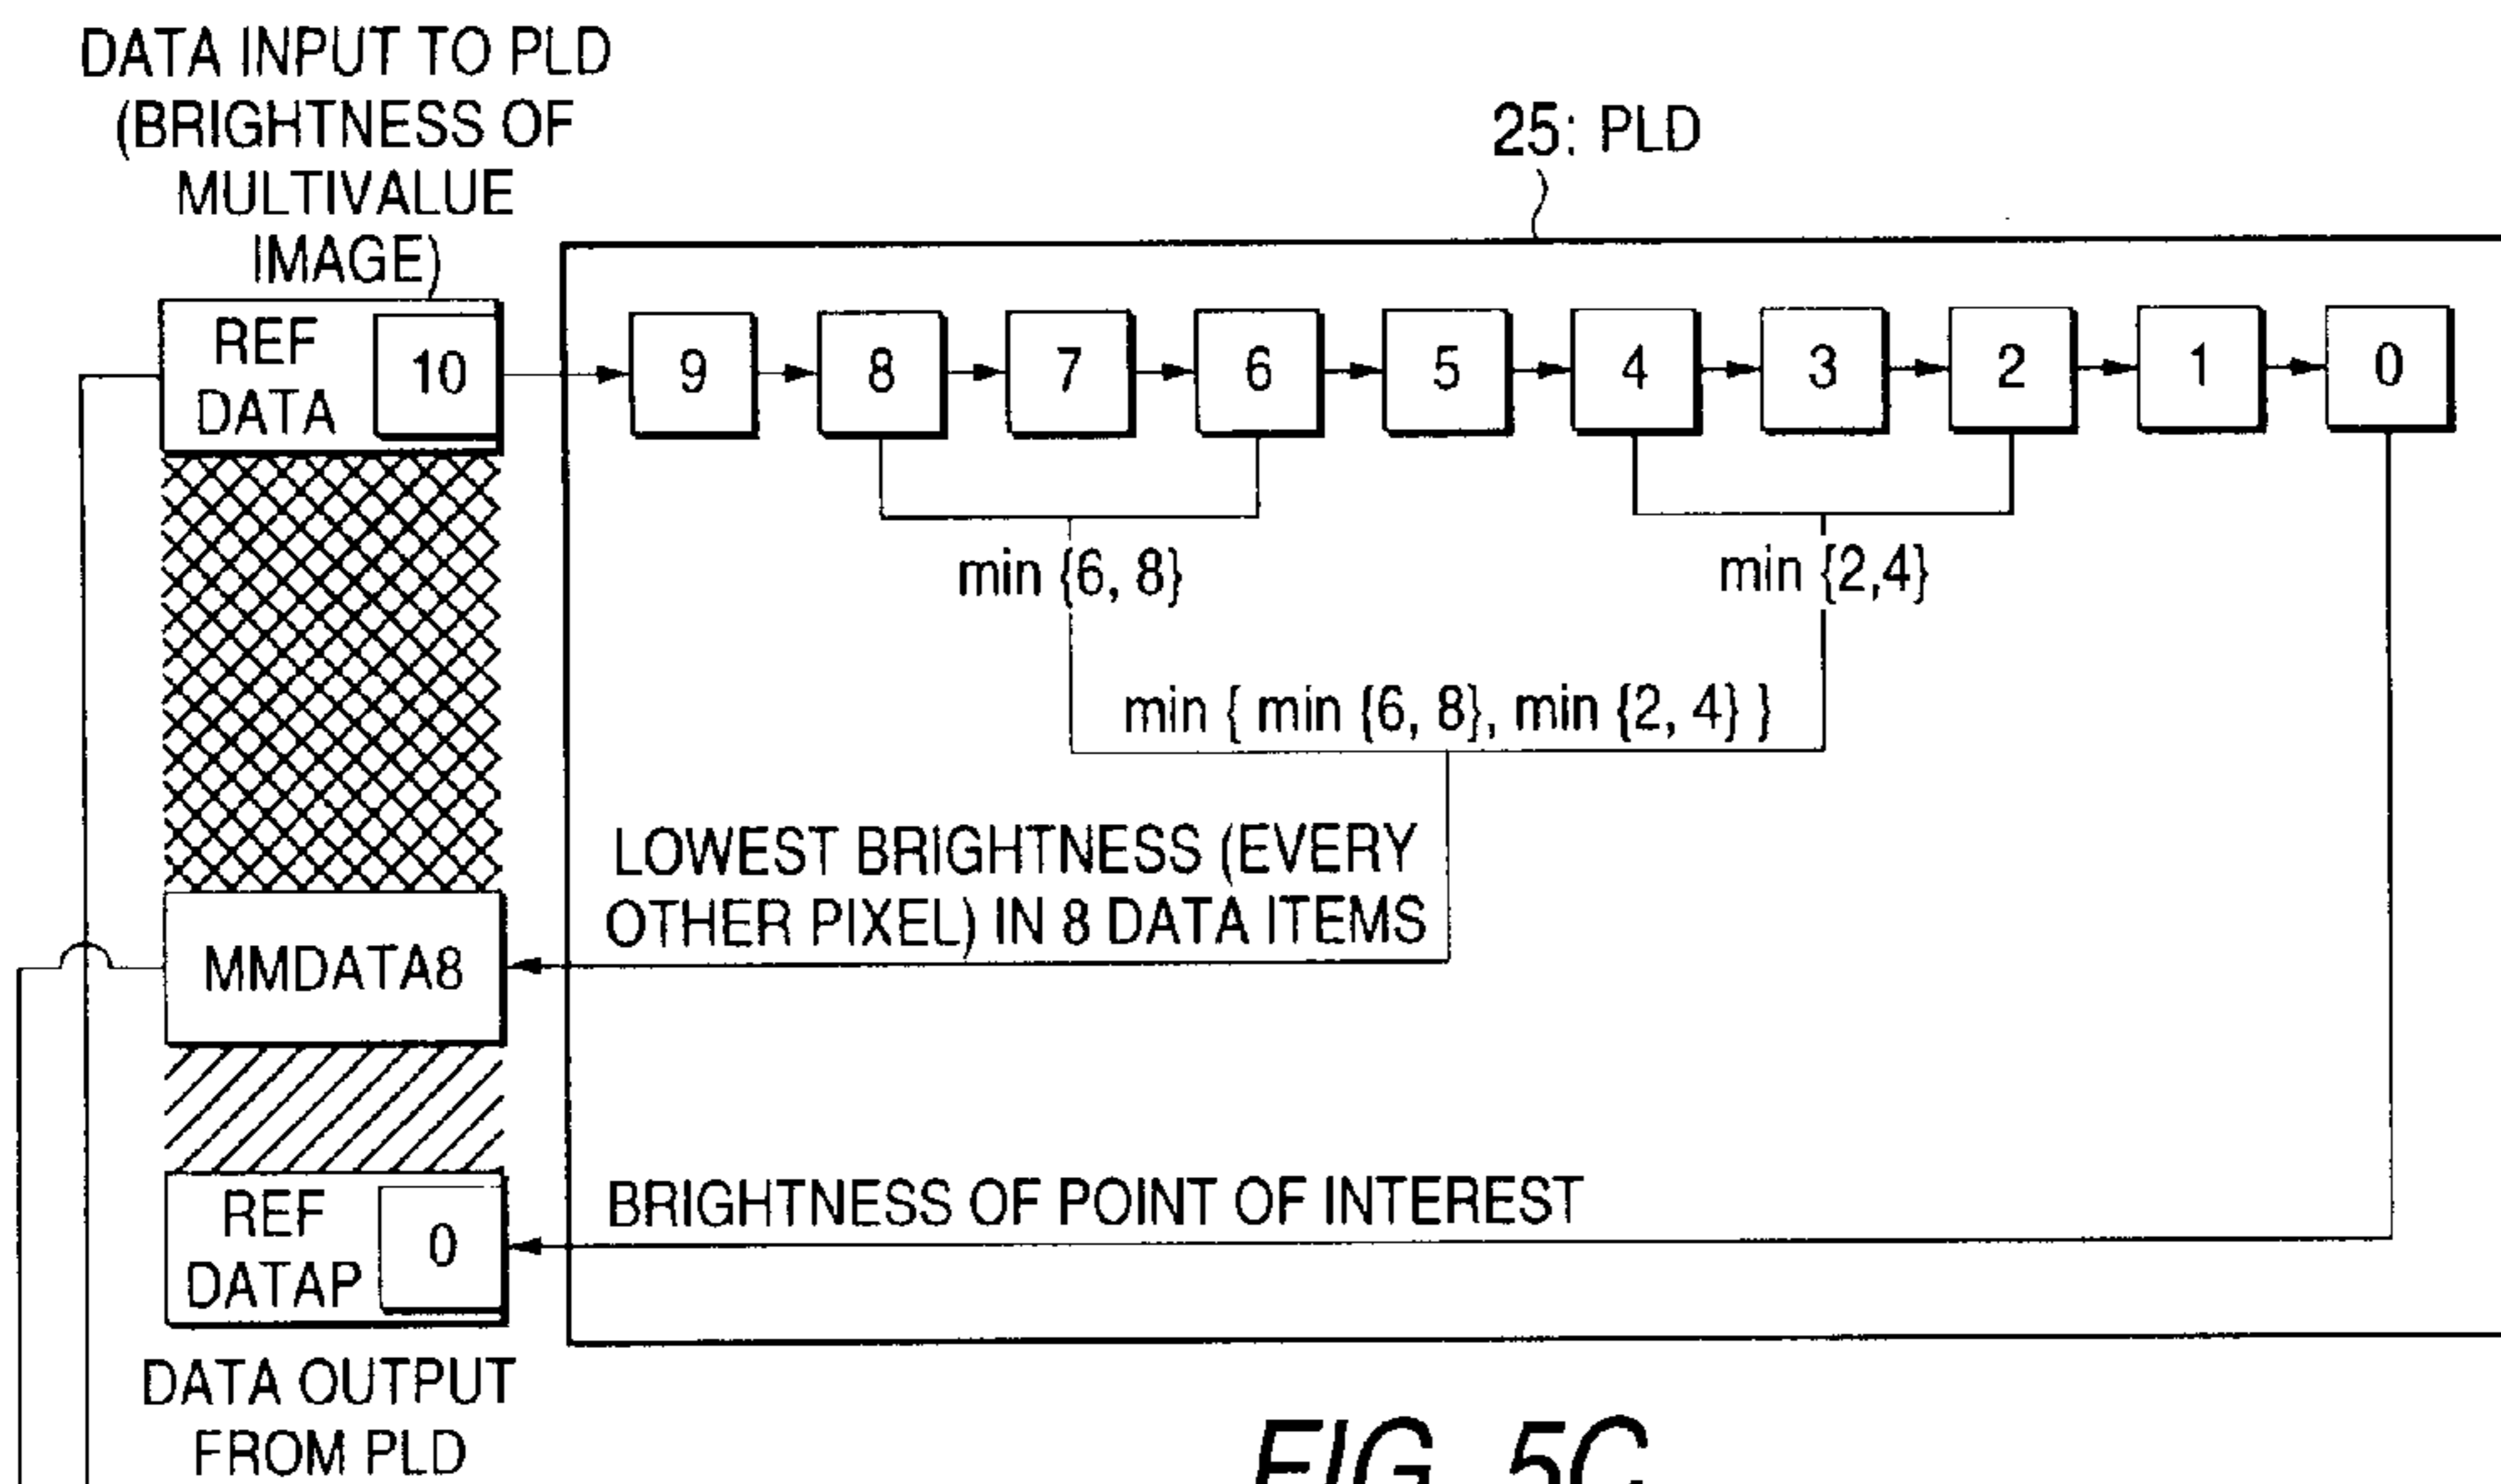 DATA INPUT TO PLD
(BRIGHTNESS OF
MULTIVALUE
IMAGE)
25: PLD
REF
DATA
10
9
8
7
6
5
4
3
2
1
0
min {6, 8}
min {2,4}
min { min {6, 8}, min {2, 4} }
LOWEST BRIGHTNESS (EVERY
OTHER PIXEL) IN 8 DATA ITEMS
MMDATA8
BRIGHTNESS OF POINT OF INTEREST
REF
DATAP
0
DATA OUTPUT
FROM PLD
FIG. 5C